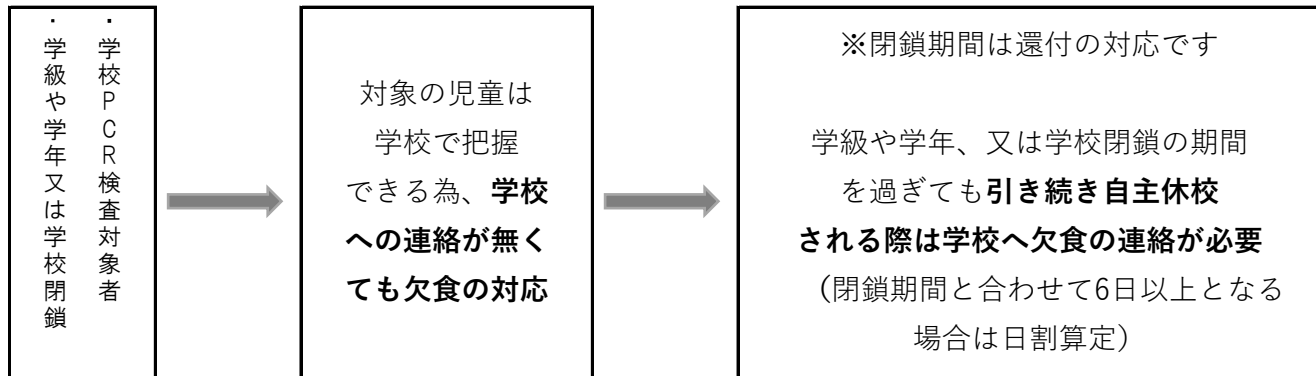 ・学校PCR検査対象者
・学級や学年又は学校閉鎖
対象の児童は
学校で把握
できる為、学校
への連絡が無く
ても欠食の対応
※閉鎖期間は還付の対応です
学級や学年、又は学校閉鎖の期間
を過ぎても引き続き自主休校
される際は学校へ欠食の連絡が必要
（閉鎖期間と合わせて6日以上となる
場合は日割算定）